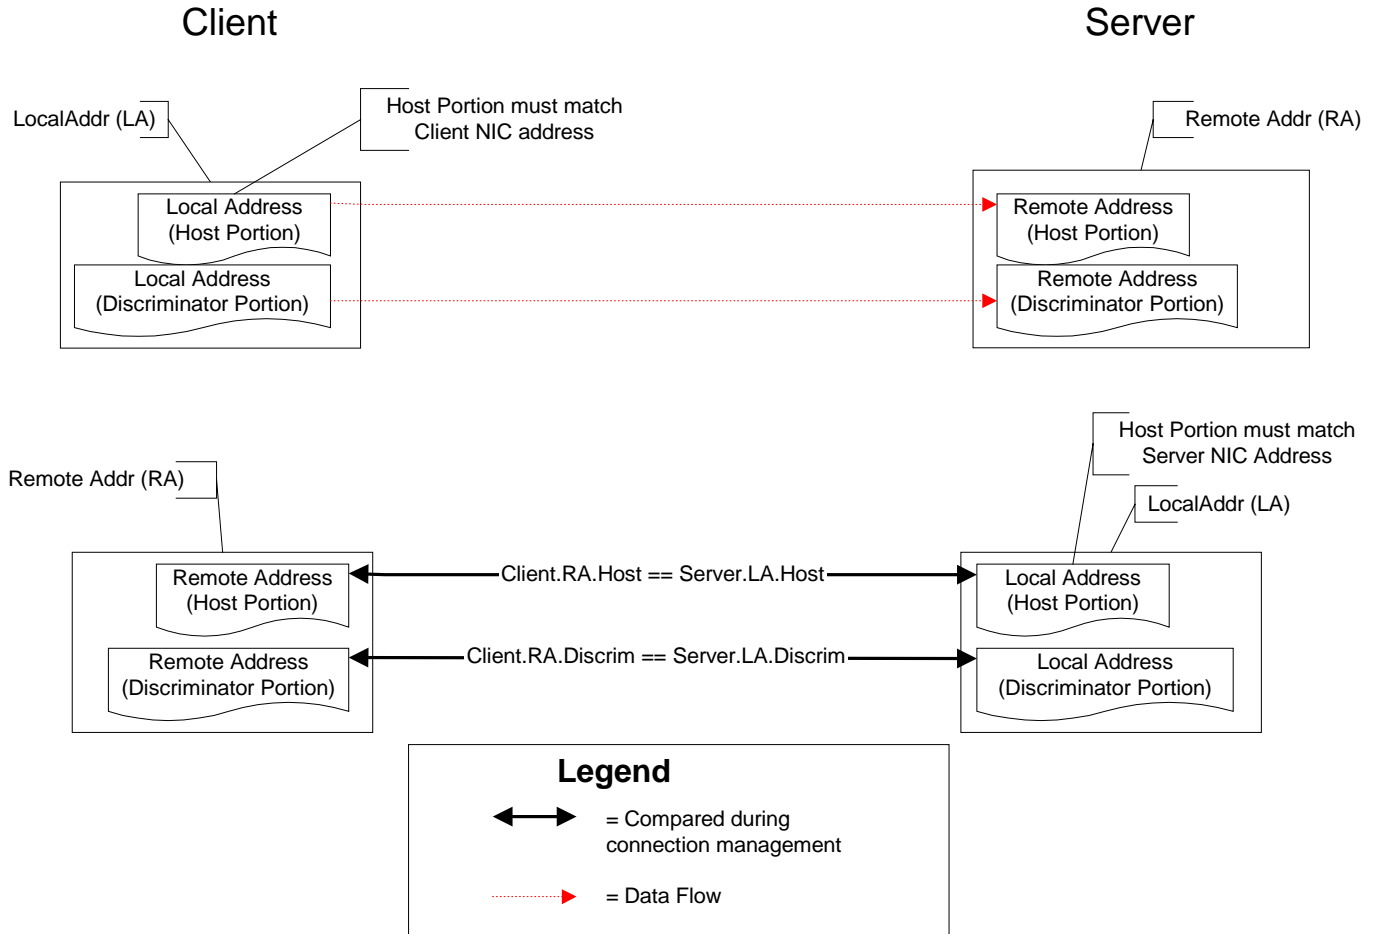 Client
Server
LocalAddr (LA)
Host Portion must match
Client NIC address
Remote Addr (RA)
Local Address
(Host Portion)
Local Address
(Discriminator Portion)
Remote Address
(Host Portion)
Remote Address
(Discriminator Portion)
Host Portion must match
Server NIC Address
Remote Addr (RA)
LocalAddr (LA)
Remote Address
(Host Portion)
Client.RA.Host == Server.LA.Host
Local Address
(Host Portion)
Remote Address
(Discriminator Portion)
Client.RA.Discrim == Server.LA.Discrim
Local Address
(Discriminator Portion)
Legend
= Compared during
connection management
= Data Flow